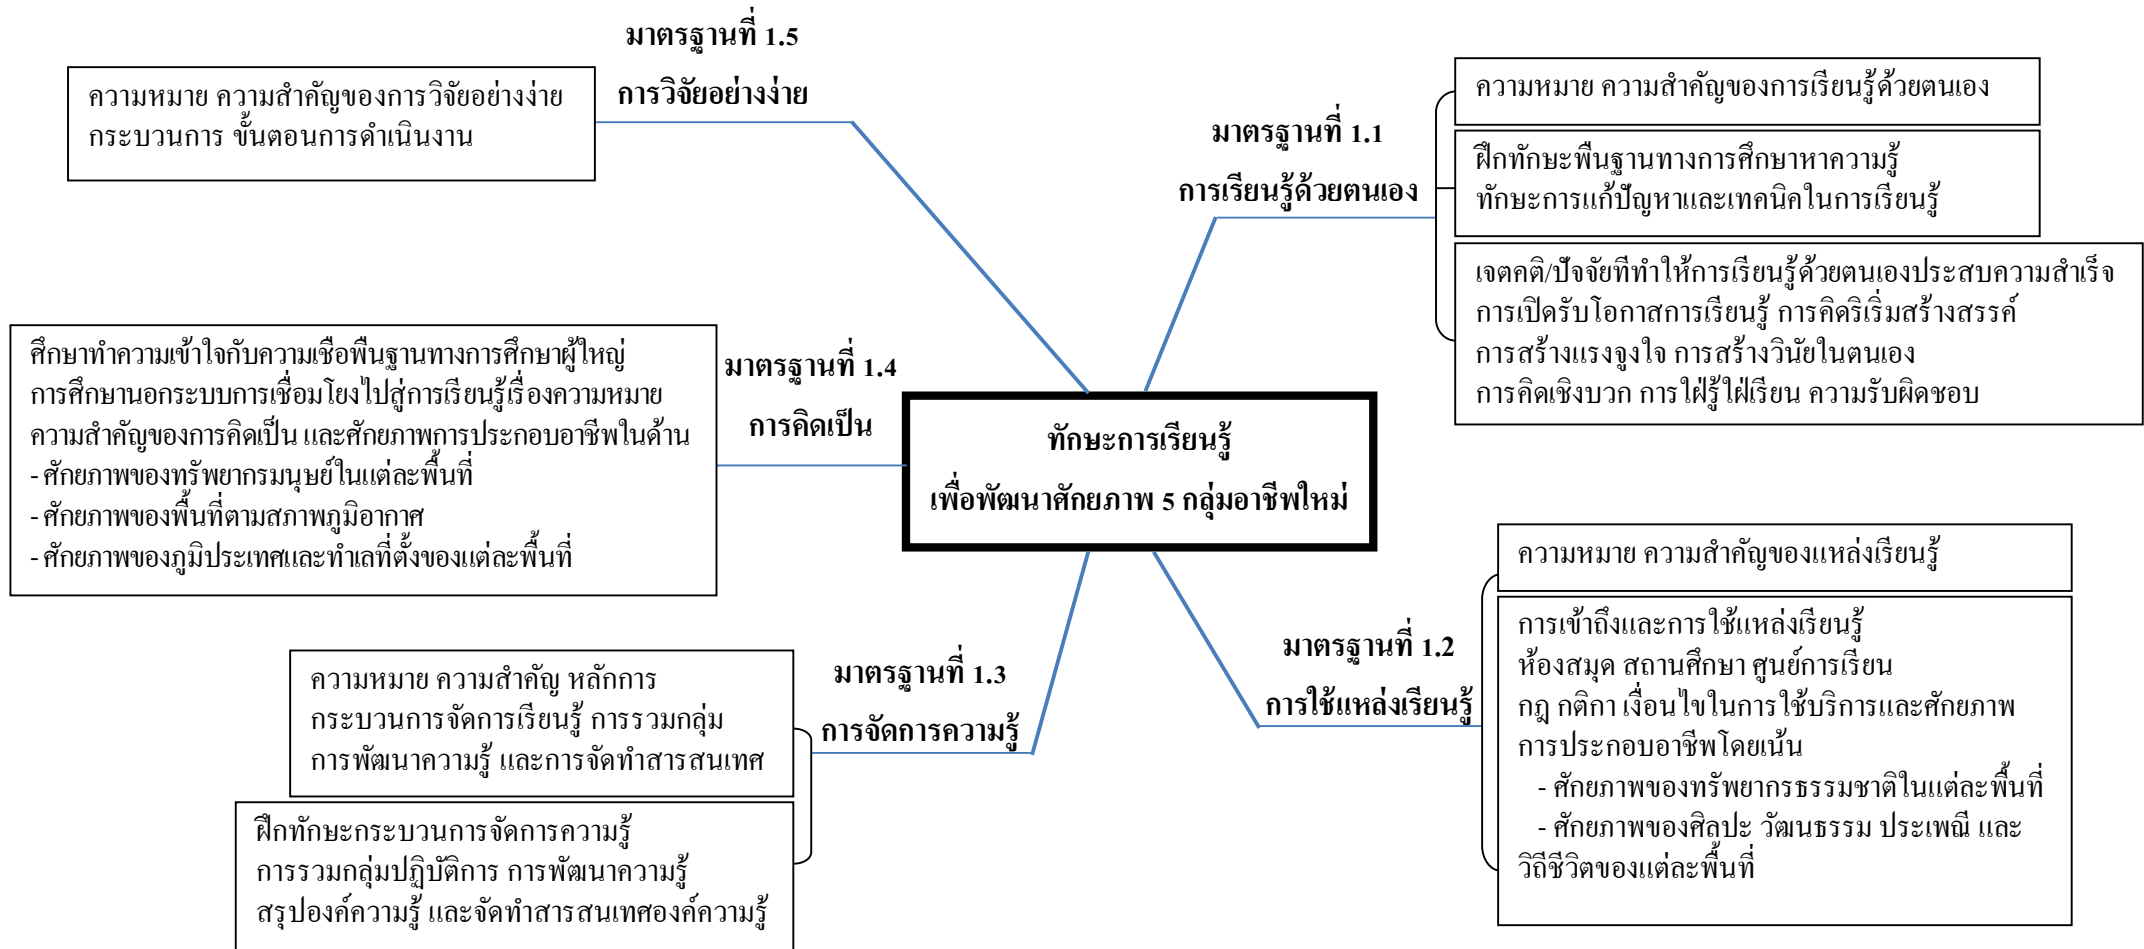 มาตรฐานที่ 1.5
การวิจัยอย่างง่าย
ความหมาย ความสำคัญของการวิจัยอย่างง่าย
กระบวนการ ขั้นตอนการดำเนินงาน
มาตรฐานที่ 1.1
การเรียนรู้ด้วยตนเอง
ความหมาย ความสำคัญของการเรียนรู้ด้วยตนเอง
ฝึกทักษะพื้นฐานทางการศึกษาหาความรู้
ทักษะการแก้ปัญหาและเทคนิคในการเรียนรู้
เจตคติ/ปัจจัยที่ทำให้การเรียนรู้ด้วยตนเองประสบความสำเร็จ
การเปิดรับโอกาสการเรียนรู้ การคิดริเริ่มสร้างสรรค์
การสร้างแรงจูงใจ การสร้างวินัยในตนเอง
การคิดเชิงบวก การใฝ่รู้ใฝ่เรียน ความรับผิดชอบ
ศึกษาทำความเข้าใจกับความเชื่อพื้นฐานทางการศึกษาผู้ใหญ่
การศึกษานอกระบบการเชื่อมโยงไปสู่การเรียนรู้เรื่องความหมาย
ความสำคัญของการคิดเป็น และศักยภาพการประกอบอาชีพในด้าน
- ศักยภาพของทรัพยากรมนุษย์ในแต่ละพื้นที่
- ศักยภาพของพื้นที่ตามสภาพภูมิอากาศ
- ศักยภาพของภูมิประเทศและทำเลที่ตั้งของแต่ละพื้นที่
มาตรฐานที่ 1.4
การคิดเป็น
ทักษะการเรียนรู้
เพื่อพัฒนาศักยภาพ 5 กลุ่มอาชีพใหม่
มาตรฐานที่ 1.2
การใช้แหล่งเรียนรู้
ความหมาย ความสำคัญของแหล่งเรียนรู้
การเข้าถึงและการใช้แหล่งเรียนรู้
ห้องสมุด สถานศึกษา ศูนย์การเรียน
กฎ กติกา เงื่อนไขในการใช้บริการและศักยภาพ
การประกอบอาชีพโดยเน้น
- ศักยภาพของทรัพยากรธรรมชาติในแต่ละพื้นที่
- ศักยภาพของศิลปะ วัฒนธรรม ประเพณี และ
วิถีชีวิตของแต่ละพื้นที่
มาตรฐานที่ 1.3
การจัดการความรู้
ความหมาย ความสำคัญ หลักการ
กระบวนการจัดการเรียนรู้ การรวมกลุ่ม
การพัฒนาความรู้ และการจัดทำสารสนเทศ
ฝึกทักษะกระบวนการจัดการความรู้
การรวมกลุ่มปฏิบัติการ การพัฒนาความรู้
สรุปองค์ความรู้ และจัดทำสารสนเทศองค์ความรู้